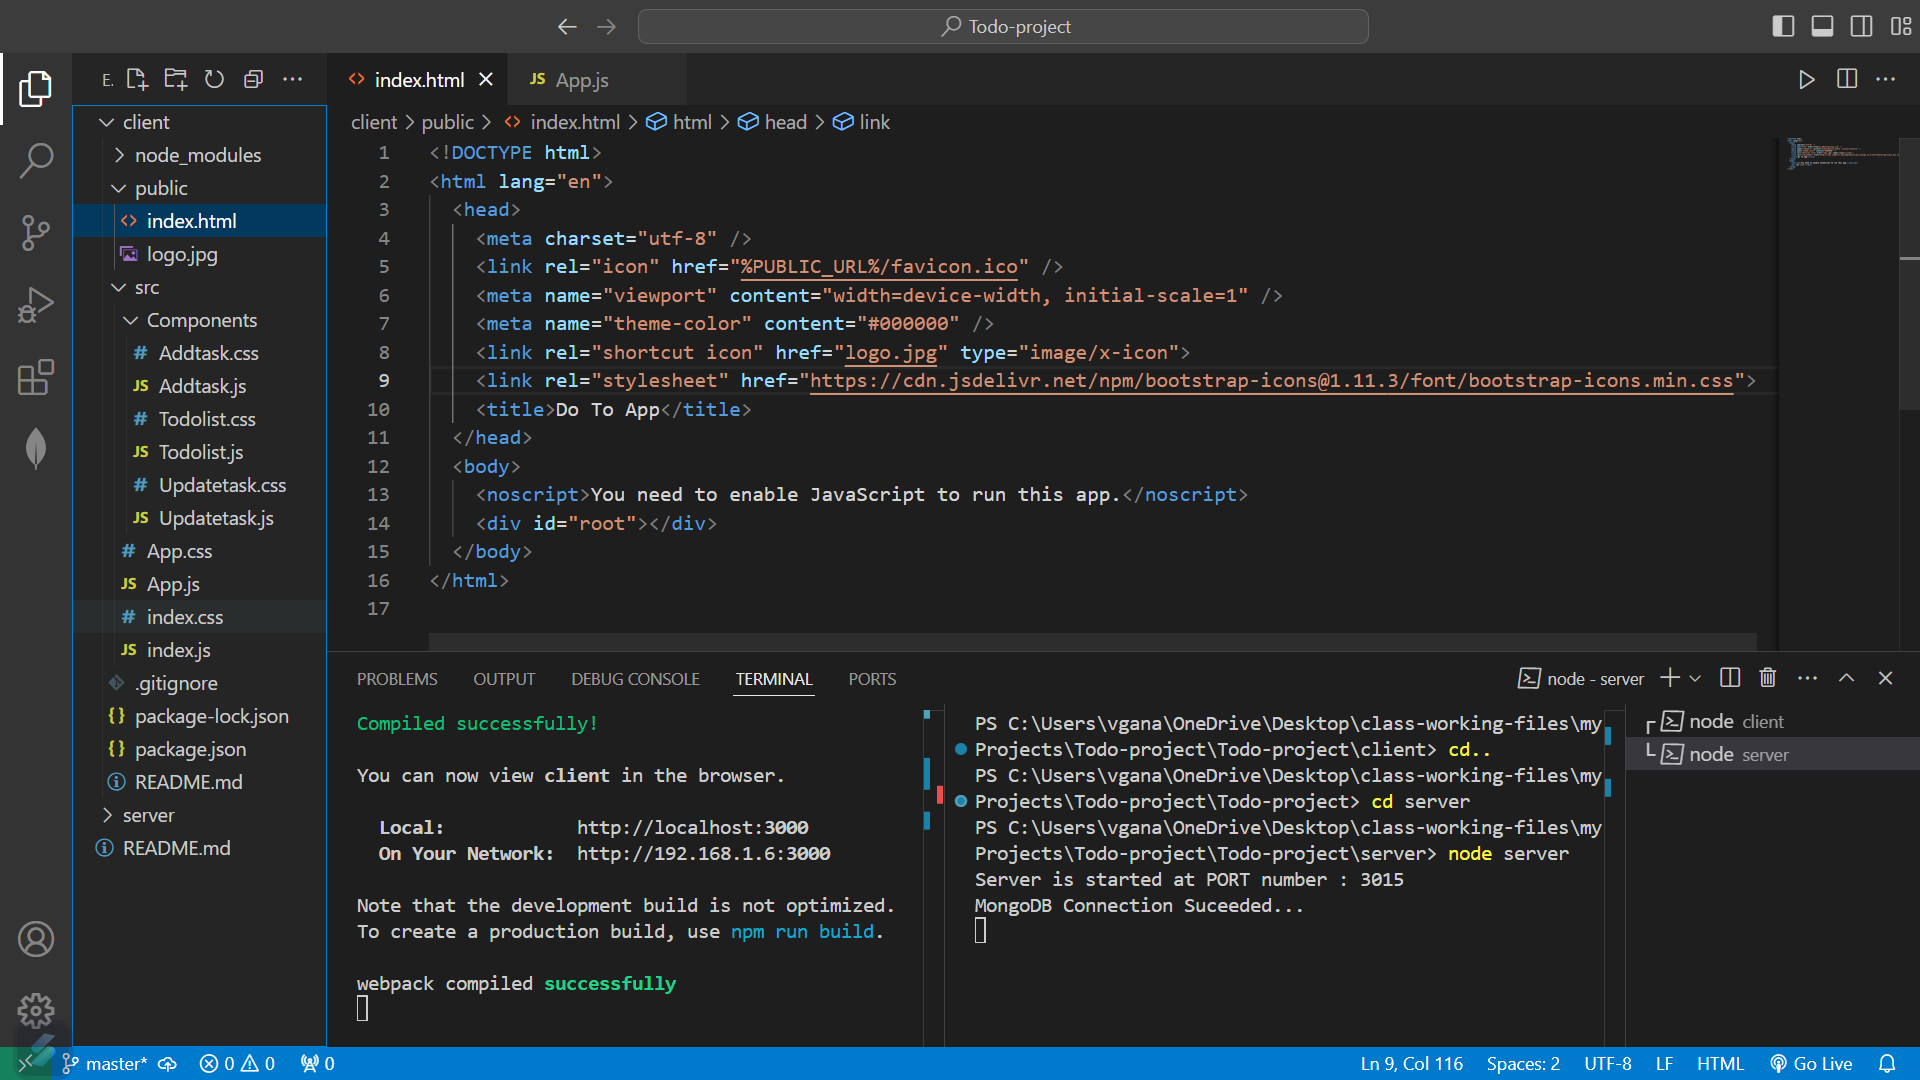 Todo-project
E.
index.html
JS App.js
client
node_modules
public
index.html
logo.jpg
src
Components
# Addtask.css
JS Addtask.js
# Todolist.css
JS Todolist.js
# Updatetask.css
JS Updatetask.js
# App.css
JS App.js
# index.css
JS index.js
.gitignore
{} package-lock.json
{} package.json
README.md
server
README.md
client > public > index.html > html > head > link
1 <!DOCTYPE html>
2 <html lang="en">
3 <head>
4 <meta charset="utf-8" />
5 <link rel="icon" href="%PUBLIC_URL%/favicon.ico" />
6 <meta name="viewport" content="width=device-width, initial-scale=1" />
7 <meta name="theme-color" content="#000000" />
8 <link rel="shortcut icon" href="logo.jpg" type="image/x-icon">
9 <link rel="stylesheet" href="https://cdn.jsdelivr.net/npm/bootstrap-icons@1.11.3/font/bootstrap-icons.min.css">
10 <title>Do To App</title>
11 </head>
12 <body>
13 <noscript>You need to enable JavaScript to run this app.</noscript>
14 <div id="root"></div>
15 </body>
16 </html>
17
PROBLEMS OUTPUT DEBUG CONSOLE TERMINAL PORTS
node - server
Compiled successfully!
You can now view client in the browser.
Local: http://localhost:3000
On Your Network: http://192.168.1.6:3000
Note that the development build is not optimized.
To create a production build, use npm run build.
webpack compiled successfully
PS C:\Users\vgana\OneDrive\Desktop\class-working-files\my
Projects\Todo-project\Todo-project\client> cd..
PS C:\Users\vgana\OneDrive\Desktop\class-working-files\my
Projects\Todo-project\Todo-project> cd server
PS C:\Users\vgana\OneDrive\Desktop\class-working-files\my
Projects\Todo-project\Todo-project\server> node server
Server is started at PORT number : 3015
MongoDB Connection Suceeded...
node client
node server
master* 0 0 0
Ln 9, Col 116 Spaces: 2 UTF-8 LF HTML Go Live